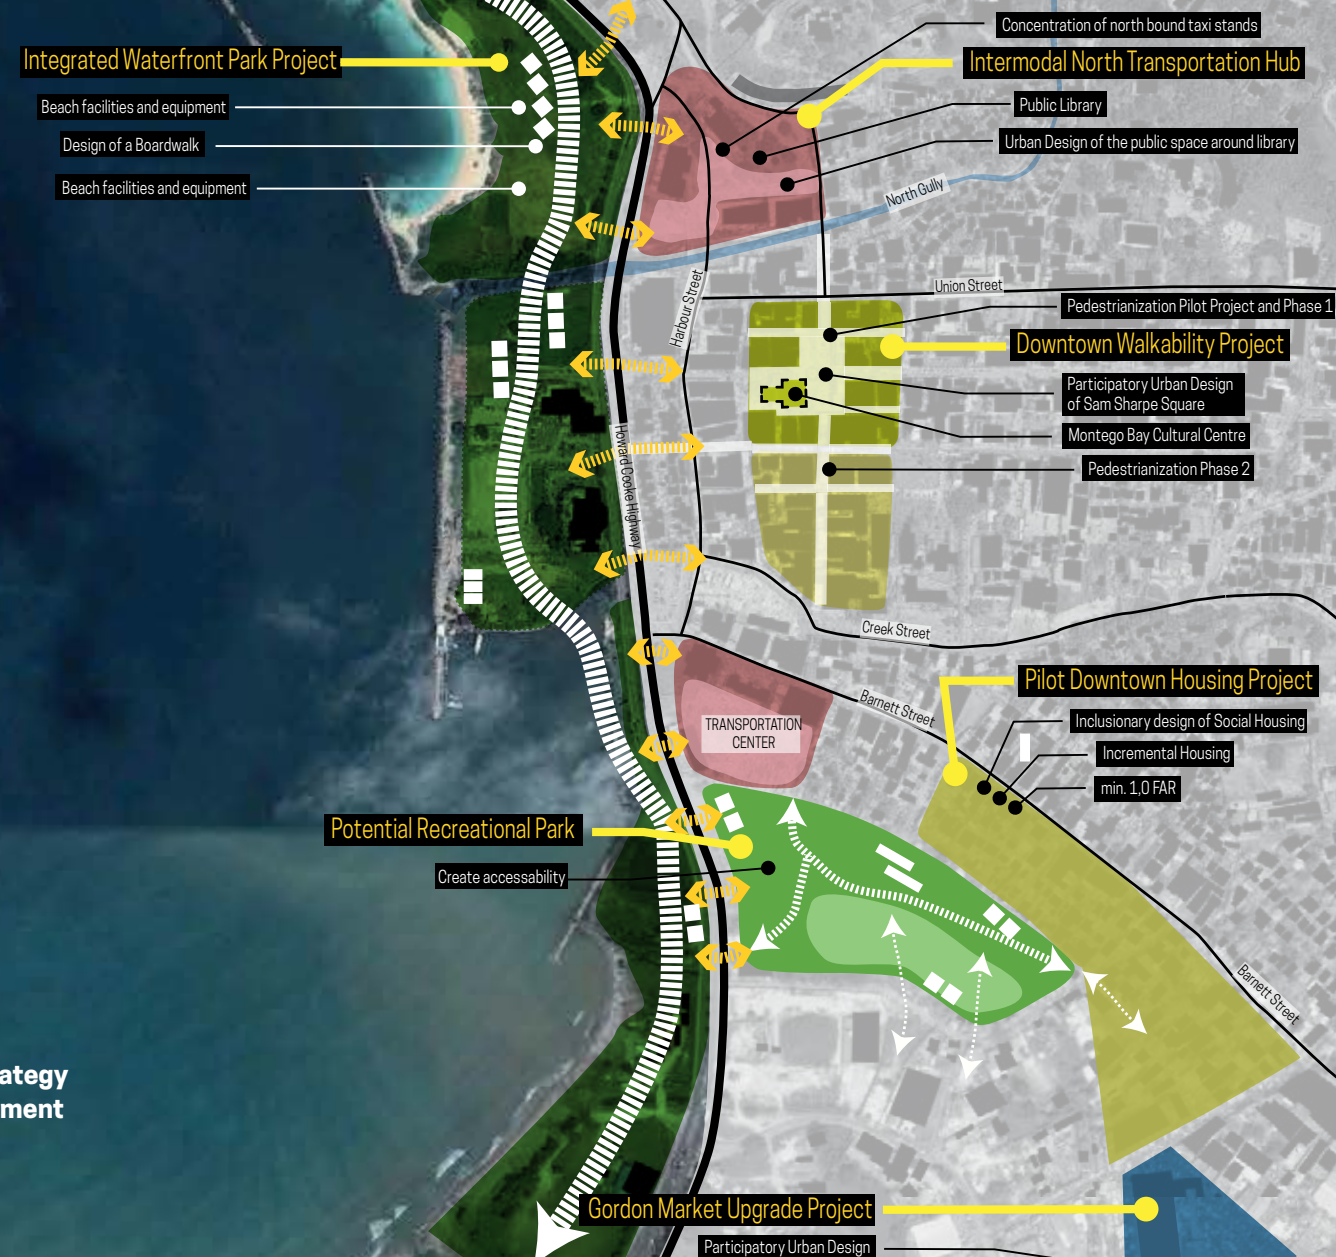 Concentration of north bound taxi stands
Integrated Waterfront Park Project
Intermodal North Transportation Hub
Beach facilities and equipment
Public Library
Design of a Boardwalk
Urban Design of the public space around library
Beach facilities and equipment
North Gully
Union Street
Harbour Street
Pedestrianization Pilot Project and Phase 1
Downtown Walkability Project
Participatory Urban Design
of Sam Sharpe Square
Montego Bay Cultural Centre
Pedestrianization Phase 2
Howard Cooke Highway
Creek Street
Pilot Downtown Housing Project
Barnett Street
Inclusionary design of Social Housing
TRANSPORTATION
CENTER
Incremental Housing
min. 1,0 FAR
Potential Recreational Park
Create accessability
Barnett Street
ategy
ment
Gordon Market Upgrade Project
Participatory Urban Design